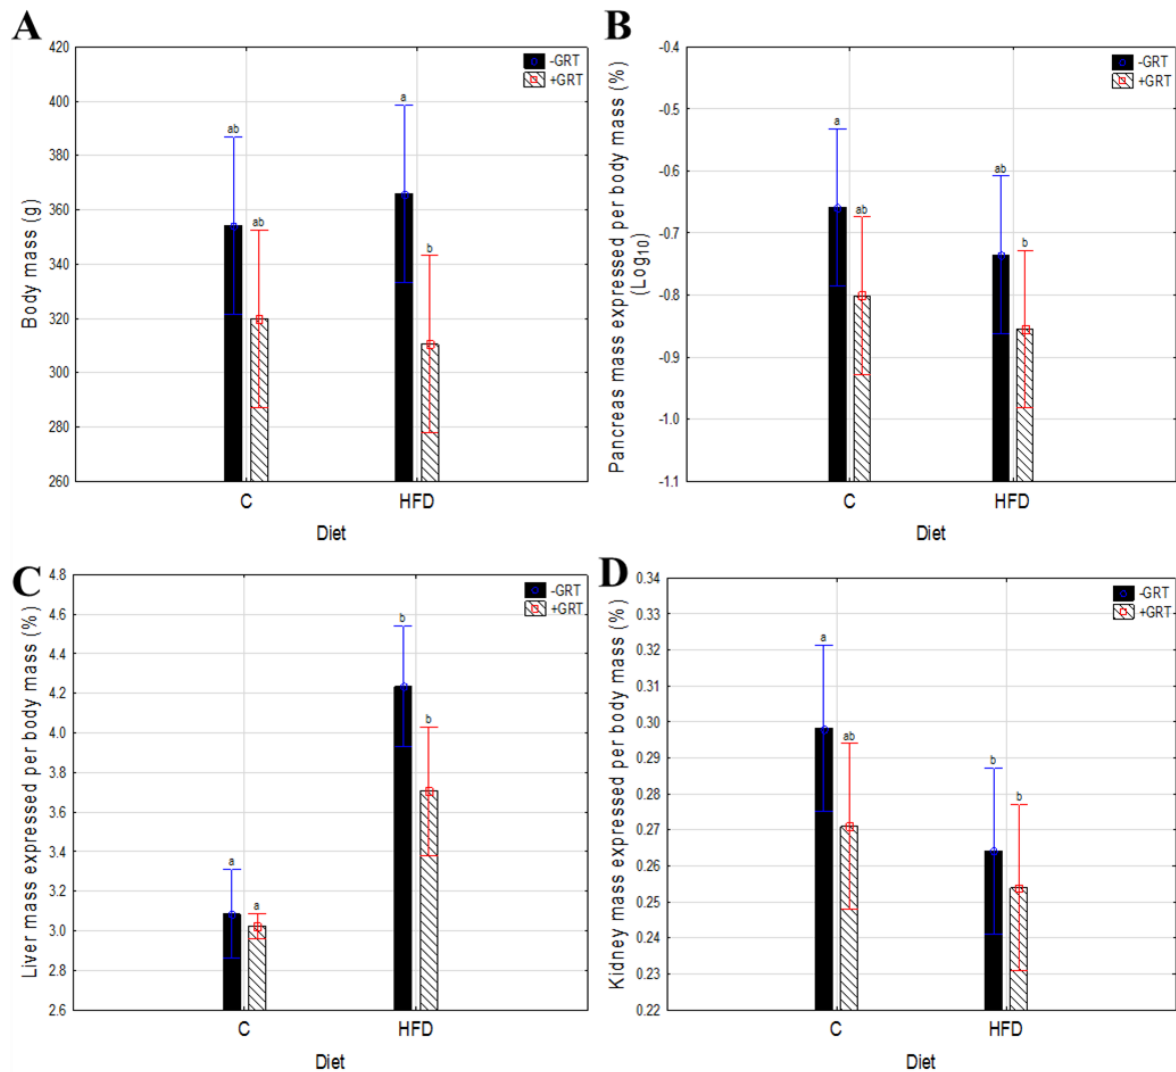 A
Body mass (g)
420
400
380
360
340
320
300
280
260
-GRT
+GRT
ab
ab
a
b
C
HFD
Diet
B
Pancreas mass expressed per body mass (%)
(Log10)
-0.4
-0.5
-0.6
-0.7
-0.8
-0.9
-1.0
-1.1
-GRT
+GRT
a
ab
ab
b
C
HFD
Diet
C
Liver mass expressed per body mass (%)
4.8
4.6
4.4
4.2
4.0
3.8
3.6
3.4
3.2
3.0
2.8
2.6
-GRT
+GRT
a
a
b
b
C
HFD
Diet
D
Kidney mass expressed per body mass (%)
0.34
0.33
0.32
0.31
0.30
0.29
0.28
0.27
0.26
0.25
0.24
0.23
0.22
-GRT
+GRT
a
ab
b
b
C
HFD
Diet